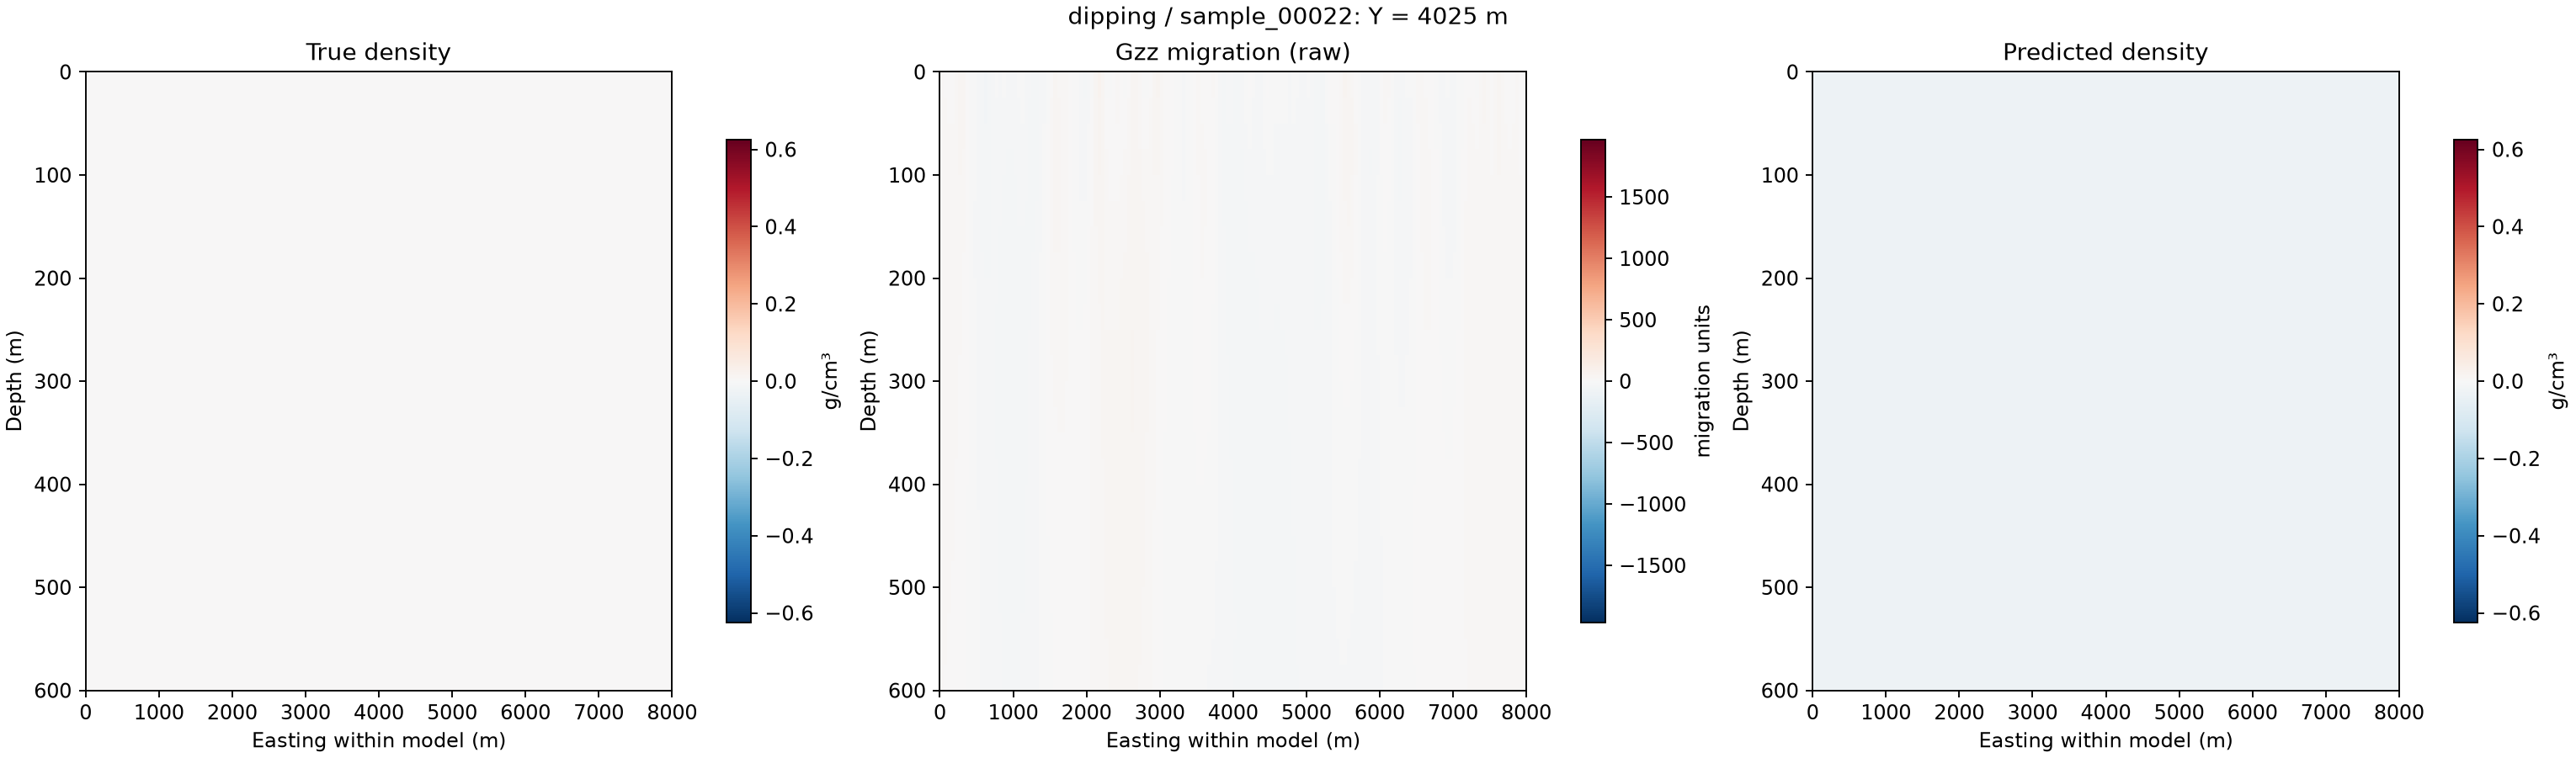 dipping / sample_00022: Y = 4025 m
True density
0
100
200
300
400
500
600
Depth (m)
0 1000 2000 3000 4000 5000 6000 7000 8000
Easting within model (m)
0.6
0.4
0.2
0.0
−0.2
−0.4
−0.6
g/cm³
Gzz migration (raw)
0
100
200
300
400
500
600
Depth (m)
0 1000 2000 3000 4000 5000 6000 7000 8000
Easting within model (m)
1500
1000
500
0
−500
−1000
−1500
migration units
Predicted density
0
100
200
300
400
500
600
Depth (m)
0 1000 2000 3000 4000 5000 6000 7000 8000
Easting within model (m)
0.6
0.4
0.2
0.0
−0.2
−0.4
−0.6
g/cm³